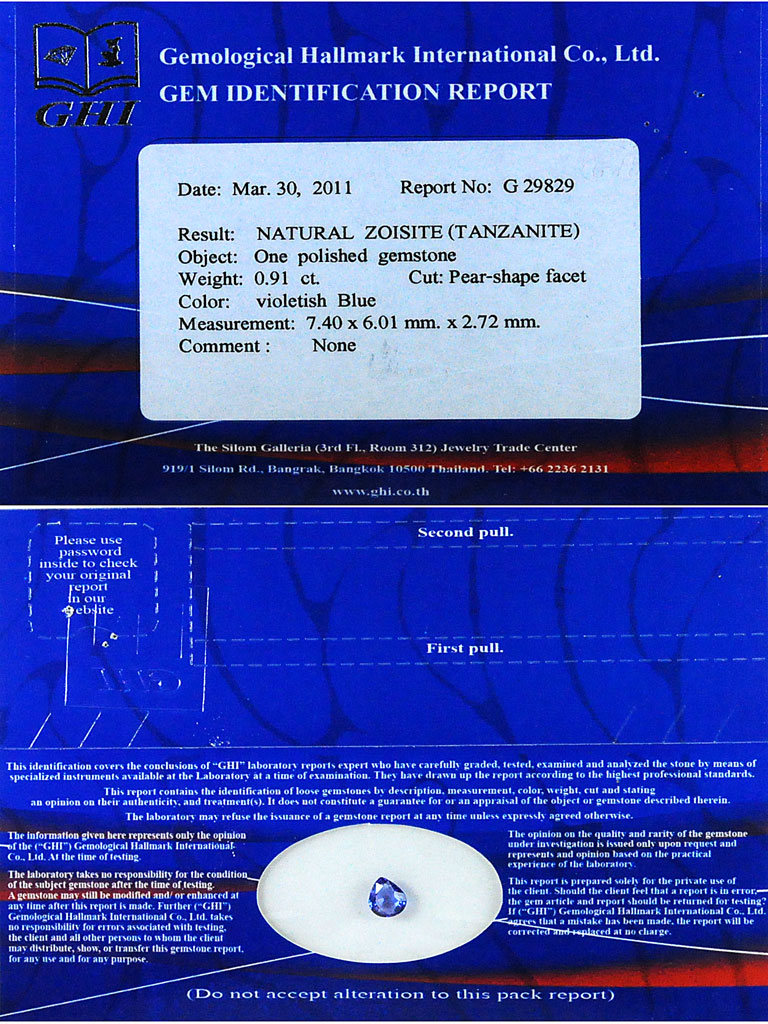 GHI
Gemological Hallmark International Co., Ltd.
GEM IDENTIFICATION REPORT
Date: Mar. 30, 2011 Report No: G 29829
Result: NATURAL ZOISITE (TANZANITE)
Object: One polished gemstone
Weight: 0.91 ct. Cut: Pear-shape facet
Color: violetish Blue
Measurement: 7.40 x 6.01 mm. x 2.72 mm.
Comment : None
The Silom Galleria (3rd Fl., Room 312) Jewelry Trade Center
919/1 Silom Rd., Bangrak, Bangkok 10500 Thailand. Tel: +66 2236 2131
www.ghi.co.th
Please use
password
inside to check
your original
report
in our
website
Second pull.
First pull.
GHI
This identification covers the conclusions of “GHI” laboratory reports expert who have carefully graded, tested, examined and analyzed the stone by means of
specialized instruments available at the Laboratory at a time of examination. They have drawn up the report according to the highest professional standards.
This report contains the identification of loose gemstones by description, measurement, color, weight, cut and stating
an opinion on their authenticity, and treatment(s). It does not constitute a guarantee for or an appraisal of the object or gemstone described therein.
The laboratory may refuse the issuance of a gemstone report at any time unless expressly agreed otherwise.
The information given here represents only the opinion
of the (“GHI”) Gemological Hallmark International
Co., Ltd. At the time of testing.
The laboratory takes no responsibility for the condition
of the subject gemstone after the time of testing.
A gemstone may still be modified and/ or enhanced at
any time after this report is made. Further (“GHI”)
Gemological Hallmark International Co., Ltd. takes
no responsibility for errors associated with testing,
the client and all other persons to whom the client
may distribute, show, or transfer this gemstone report,
for any use and for any purpose.
The opinion on the quality and rarity of the gemstone
under investigation is issued only upon request and
represents and opinion based on the practical
experience of the laboratory.
This report is prepared solely for the private use of
the client. Should the client feel that a report is in error,
the gem article and report should be returned for testing?
If (“GHI”) Gemological Hallmark International Co., Ltd.
agrees that a mistake has been made, the report will be
corrected and replaced at no charge.
(Do not accept alteration to this pack report)